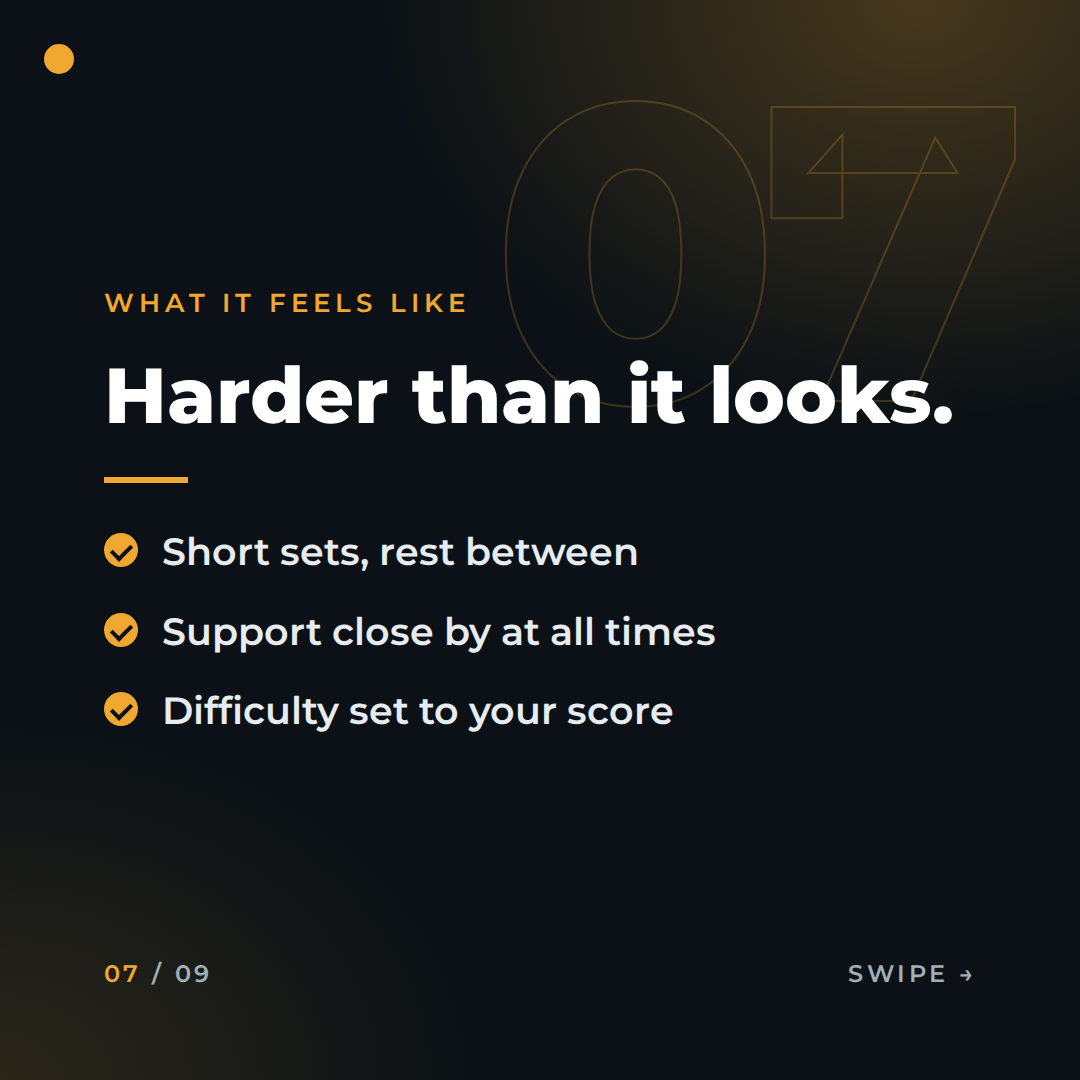 07
WHAT IT FEELS LIKE
Harder than it looks.
Short sets, rest between
Support close by at all times
Difficulty set to your score
07 / 09
SWIPE →